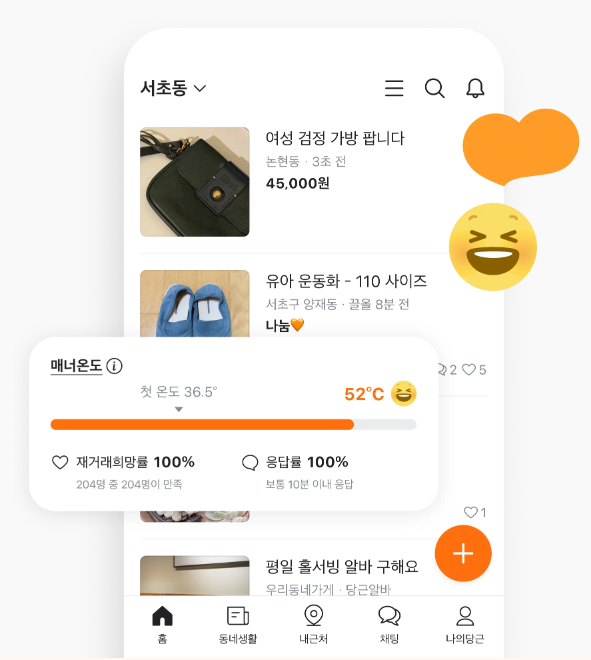 서초동
여성 검정 가방 팝니다
논현동 · 3초 전
45,000원
유아 운동화 - 110 사이즈
서초구 양재동 · 끌올 8분 전
나눔🧡
2 5
매너온도
첫 온도 36.5°
52°C
재거래희망률 100%
204명 중 204명이 만족
응답률 100%
보통 10분 이내 응답
1
평일 홀서빙 알바 구해요
우리동네가게 · 당근알바
홈
동네생활
내근처
채팅
나의당근